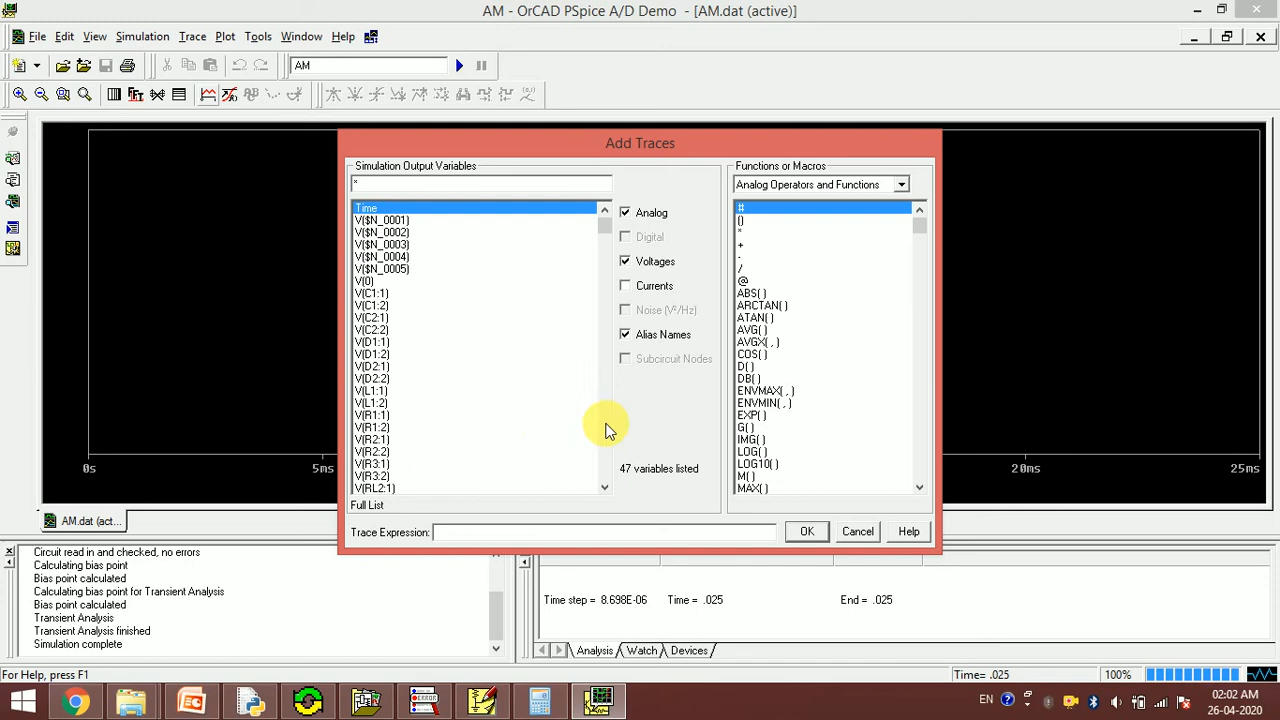 AM - OrCAD PSpice A/D Demo - [AM.dat (active)]
File Edit View Simulation Trace Plot Tools Window Help
AM
FFT
Add Traces
Simulation Output Variables
*
Time
V($N_0001)
V($N_0002)
V($N_0003)
V($N_0004)
V($N_0005)
V(0)
V(C1:1)
V(C1:2)
V(C2:1)
V(C2:2)
V(D1:1)
V(D1:2)
V(D2:1)
V(D2:2)
V(L1:1)
V(L1:2)
V(R1:1)
V(R1:2)
V(R2:1)
V(R2:2)
V(R3:1)
V(R3:2)
V(RL2:1)
Full List
Analog
Digital
Voltages
Currents
Noise (V²/Hz)
Alias Names
Subcircuit Nodes
47 variables listed
Functions or Macros
Analog Operators and Functions
#
()
*
+
-
/
@
ABS( )
ARCTAN( )
ATAN( )
AVG( )
AVGX( , )
COS( )
D( )
DB( )
ENVMAX( , )
ENVMIN( , )
EXP( )
G( )
IMG( )
LOG( )
LOG10( )
M( )
MAX( )
Trace Expression:
OK Cancel Help
0s 5ms 20ms 25ms
AM.dat (act...
Circuit read in and checked, no errors
Calculating bias point
Bias point calculated
Calculating bias point for Transient Analysis
Bias point calculated
Transient Analysis
Transient Analysis finished
Simulation complete
Time step = 8.698E-06 Time = .025 End = .025
Analysis Watch Devices
For Help, press F1
Time= .025 100%
ERROR
EN
02:02 AM
26-04-2020